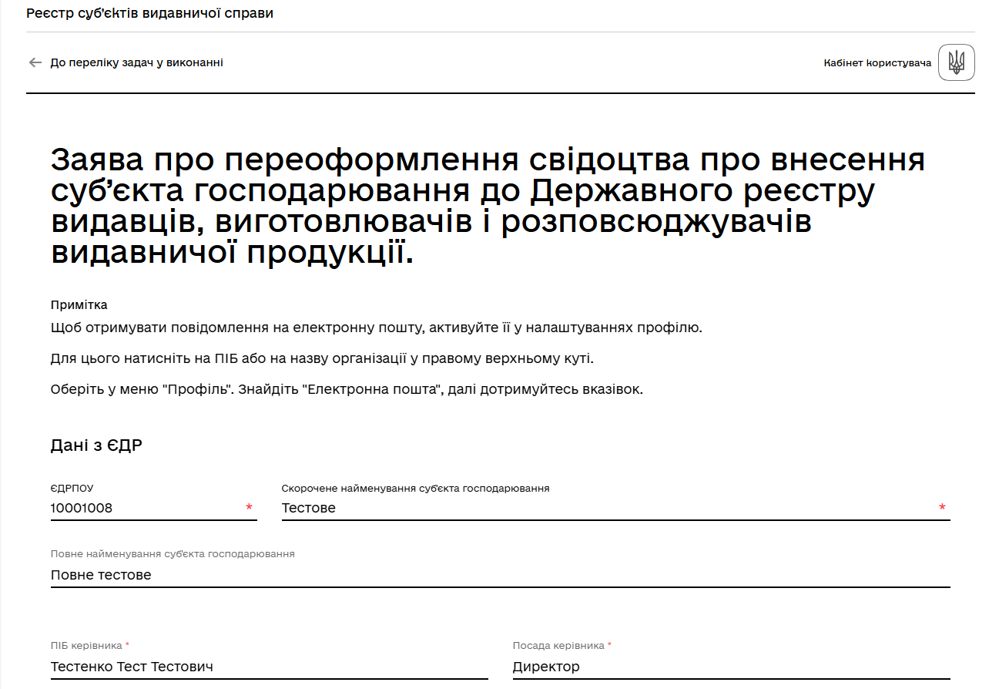 Реєстр суб’єктів видавничої справи
До переліку задач у виконанні
Кабінет користувача
Заява про переоформлення свідоцтва про внесення
суб’єкта господарювання до Державного реєстру
видавців, виготовлювачів і розповсюджувачів
видавничої продукції.
Примітка
Щоб отримувати повідомлення на електронну пошту, активуйте її у налаштуваннях профілю.
Для цього натисніть на ПІБ або на назву організації у правому верхньому куті.
Оберіть у меню "Профіль". Знайдіть "Електронна пошта", далі дотримуйтесь вказівок.
Дані з ЄДР
ЄДРПОУ
10001008 *
Скорочене найменування суб'єкта господарювання
Тестове *
Повне найменування суб'єкта господарювання
Повне тестове
ПІБ керівника *
Тестенко Тест Тестович
Посада керівника *
Директор